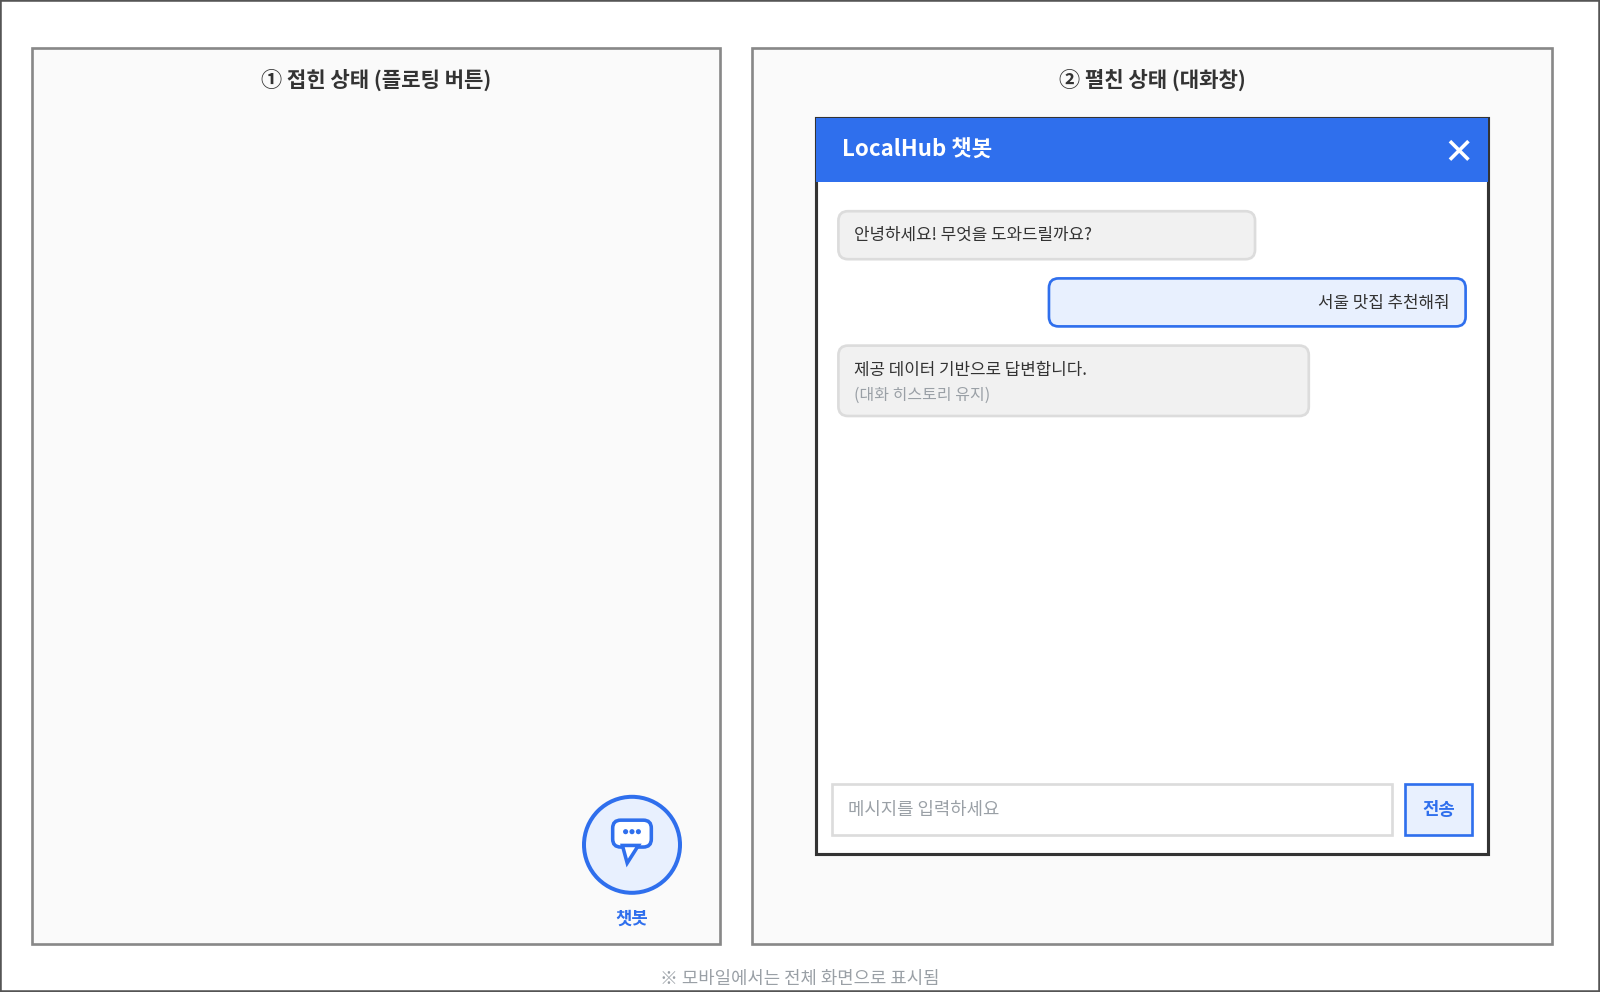 ① 접힌 상태 (플로팅 버튼)
챗봇
② 펼친 상태 (대화창)
LocalHub 챗봇
안녕하세요! 무엇을 도와드릴까요?
서울 맛집 추천해줘
제공 데이터 기반으로 답변합니다.
(대화 히스토리 유지)
메시지를 입력하세요
전송
※ 모바일에서는 전체 화면으로 표시됨